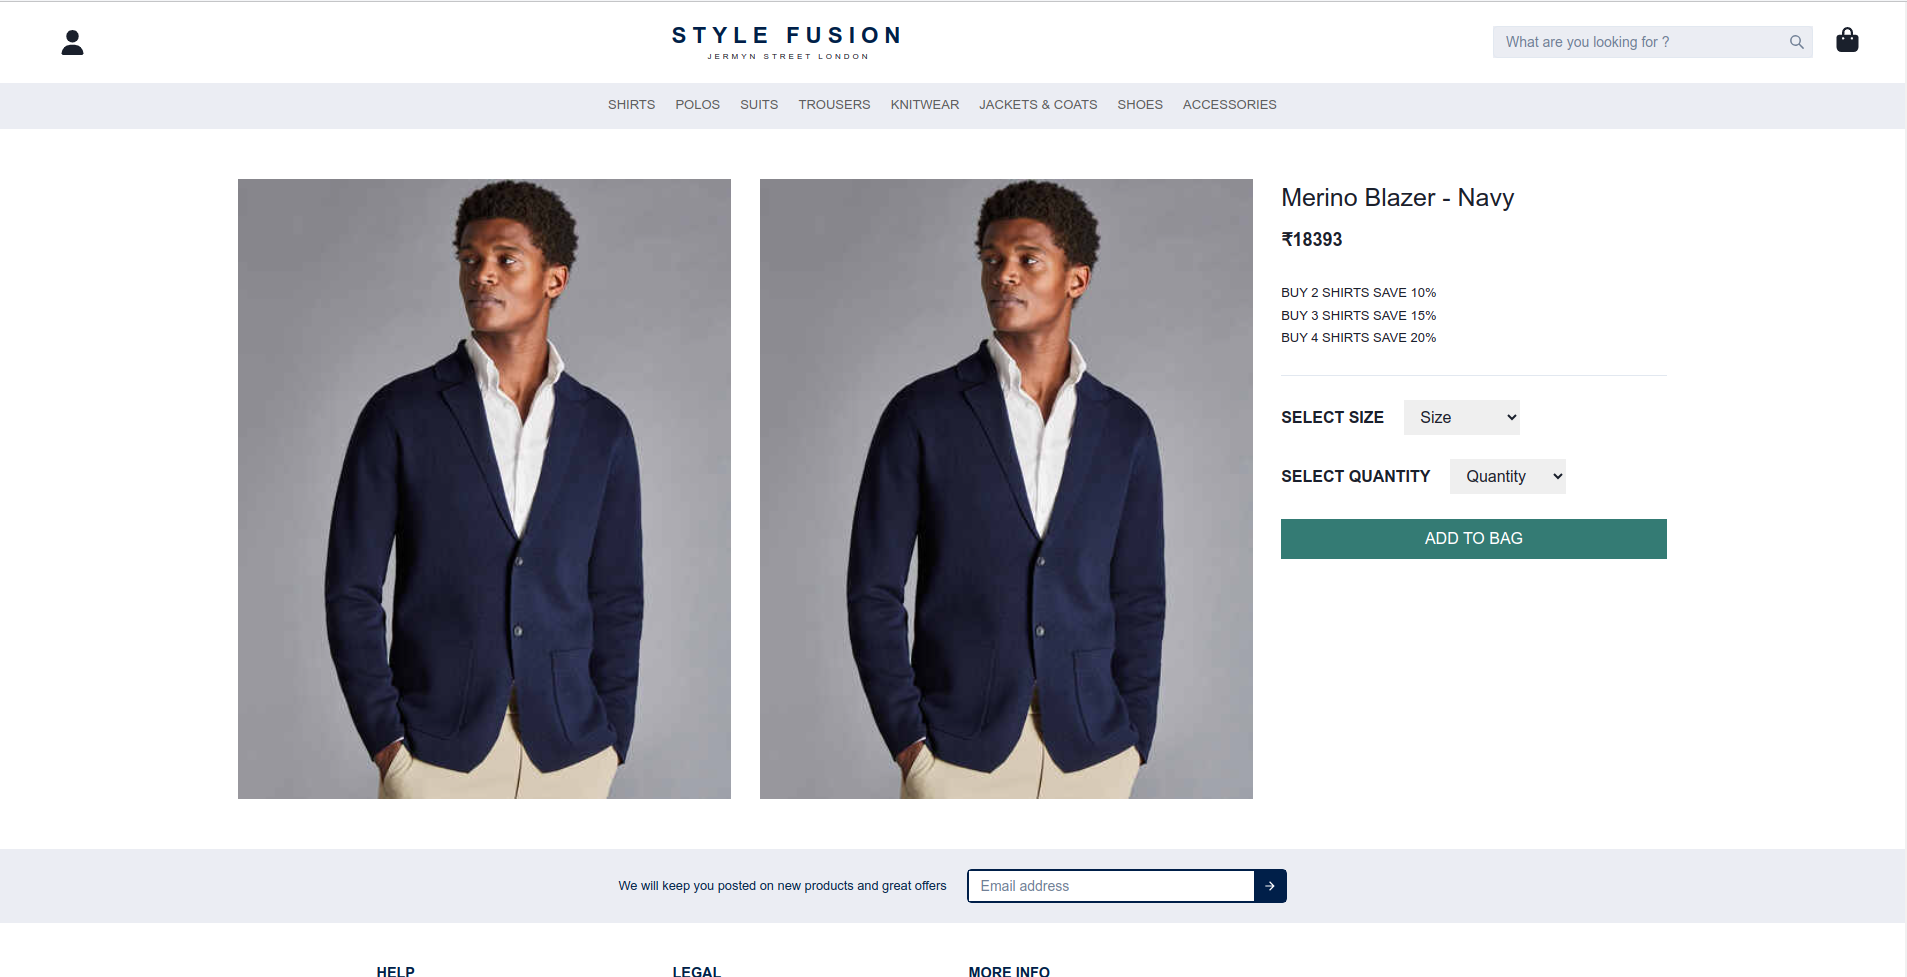 STYLE FUSION
JERMYN STREET LONDON
What are you looking for ?
SHIRTS POLOS SUITS TROUSERS KNITWEAR JACKETS & COATS SHOES ACCESSORIES
Merino Blazer - Navy
₹18393
BUY 2 SHIRTS SAVE 10%
BUY 3 SHIRTS SAVE 15%
BUY 4 SHIRTS SAVE 20%
SELECT SIZE Size
SELECT QUANTITY Quantity
ADD TO BAG
We will keep you posted on new products and great offers Email address
HELP LEGAL MORE INFO